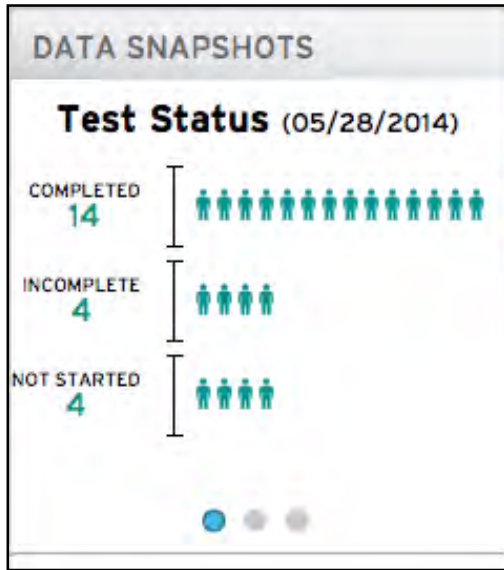 DATA SNAPSHOTS
Test Status (05/28/2014)
COMPLETED
14
INCOMPLETE
4
NOT STARTED
4